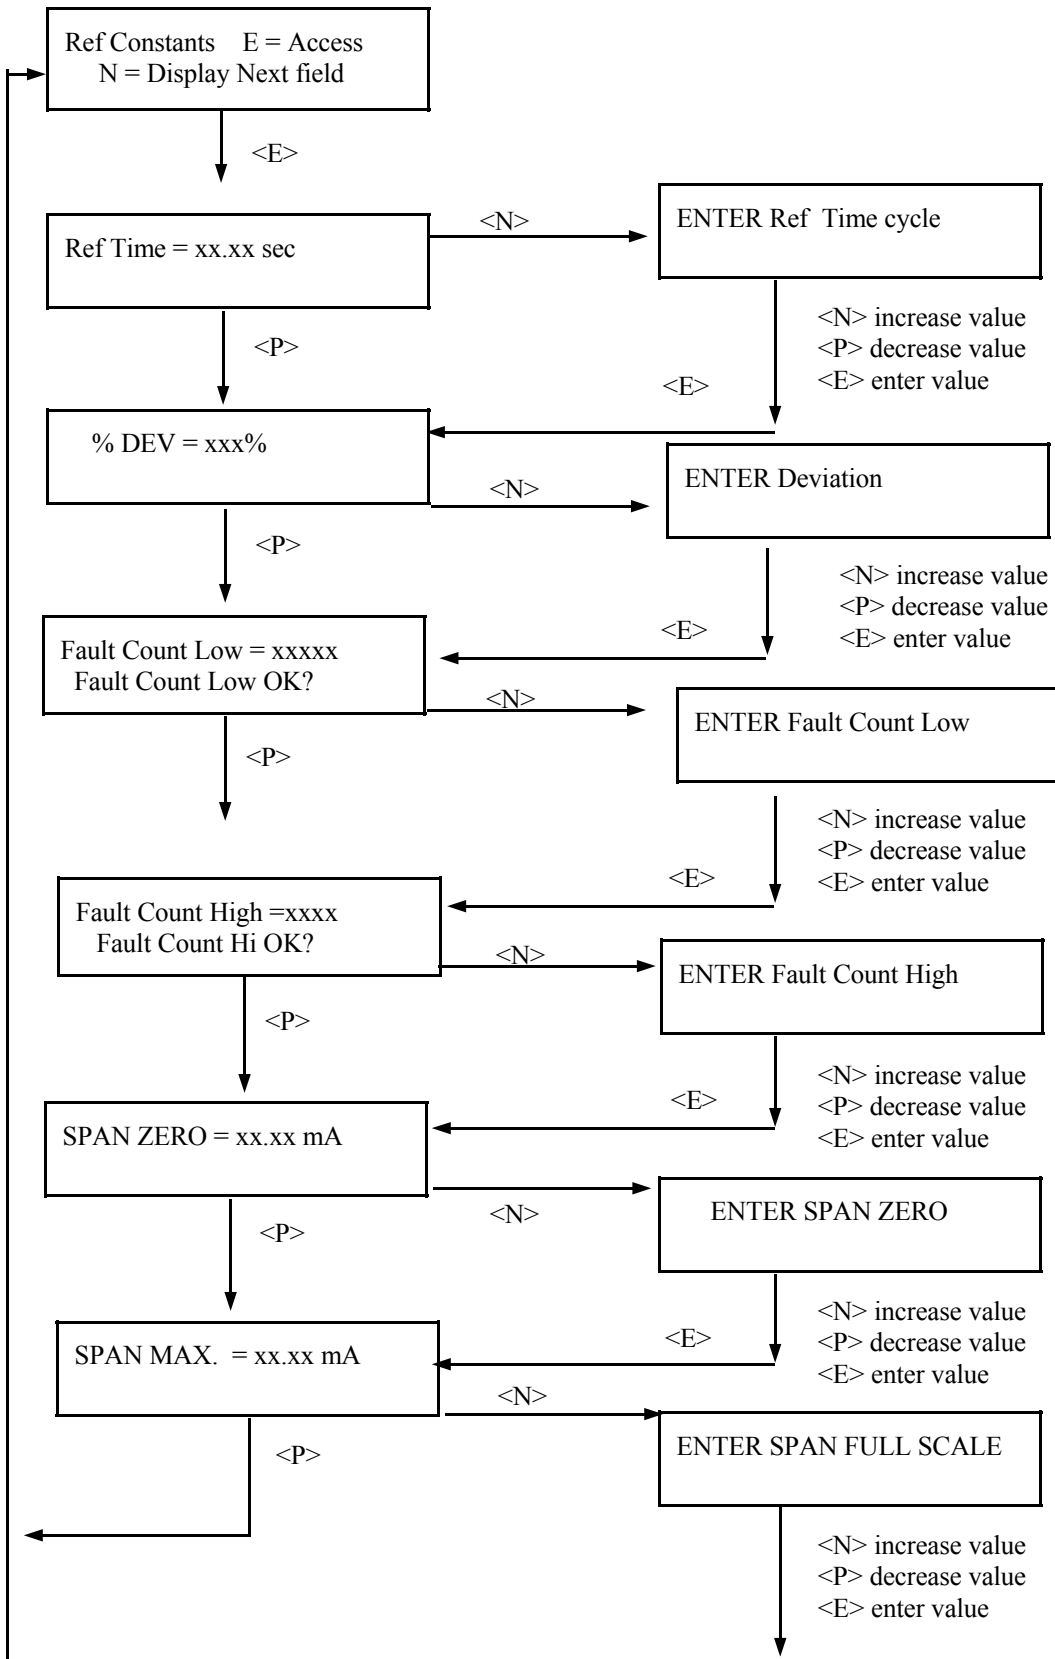 Ref Constants E = Access
N = Display Next field
<E>
Ref Time = xx.xx sec
<N>
ENTER Ref Time cycle
<P>
<N> increase value
<P> decrease value
<E> enter value
<E>
% DEV = xxx%
<N>
ENTER Deviation
<P>
<N> increase value
<P> decrease value
<E> enter value
<E>
Fault Count Low = xxxxx
Fault Count Low OK?
<N>
ENTER Fault Count Low
<P>
<N> increase value
<P> decrease value
<E> enter value
<E>
Fault Count High =xxxx
Fault Count Hi OK?
<N>
ENTER Fault Count High
<P>
<N> increase value
<P> decrease value
<E> enter value
<E>
SPAN ZERO = xx.xx mA
<N>
ENTER SPAN ZERO
<P>
<N> increase value
<P> decrease value
<E> enter value
<E>
SPAN MAX. = xx.xx mA
<N>
ENTER SPAN FULL SCALE
<P>
<N> increase value
<P> decrease value
<E> enter value